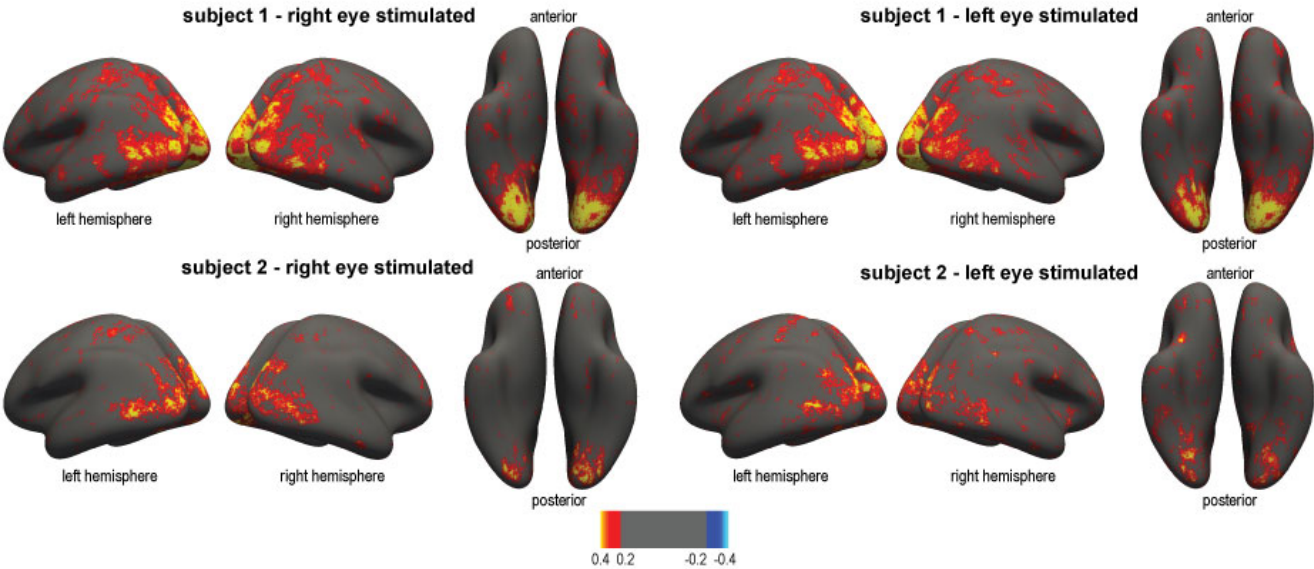 subject 1 - right eye stimulated
anterior
left hemisphere
right hemisphere
posterior
subject 1 - left eye stimulated
anterior
left hemisphere
right hemisphere
posterior
subject 2 - right eye stimulated
anterior
left hemisphere
right hemisphere
posterior
subject 2 - left eye stimulated
anterior
left hemisphere
right hemisphere
posterior
0.4 0.2 -0.2 -0.4